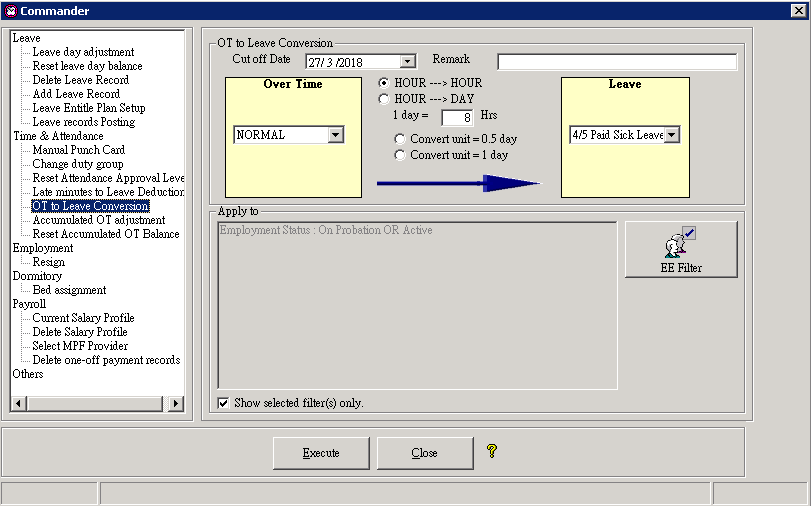 Commander
Leave
Leave day adjustment
Reset leave day balance
Delete Leave Record
Add Leave Record
Leave Entitle Plan Setup
Leave records Posting
Time & Attendance
Manual Punch Card
Change duty group
Reset Attendance Approval Leve
Late minutes to Leave Deduction
OT to Leave Conversion
Accumulated OT adjustment
Reset Accumulated OT Balance
Employment
Resign
Dormitory
Bed assignment
Payroll
Current Salary Profile
Delete Salary Profile
Select MPF Provider
Delete one-off payment records
Others
OT to Leave Conversion
Cut off Date 27/ 3 /2018 Remark
Over Time
NORMAL
HOUR ---> HOUR
HOUR ---> DAY
1 day = 8 Hrs
Convert unit = 0.5 day
Convert unit = 1 day
Leave
4/5 Paid Sick Leave
Apply to
Employment Status : On Probation OR Active
EE Filter
Show selected filter(s) only.
Execute
Close
?